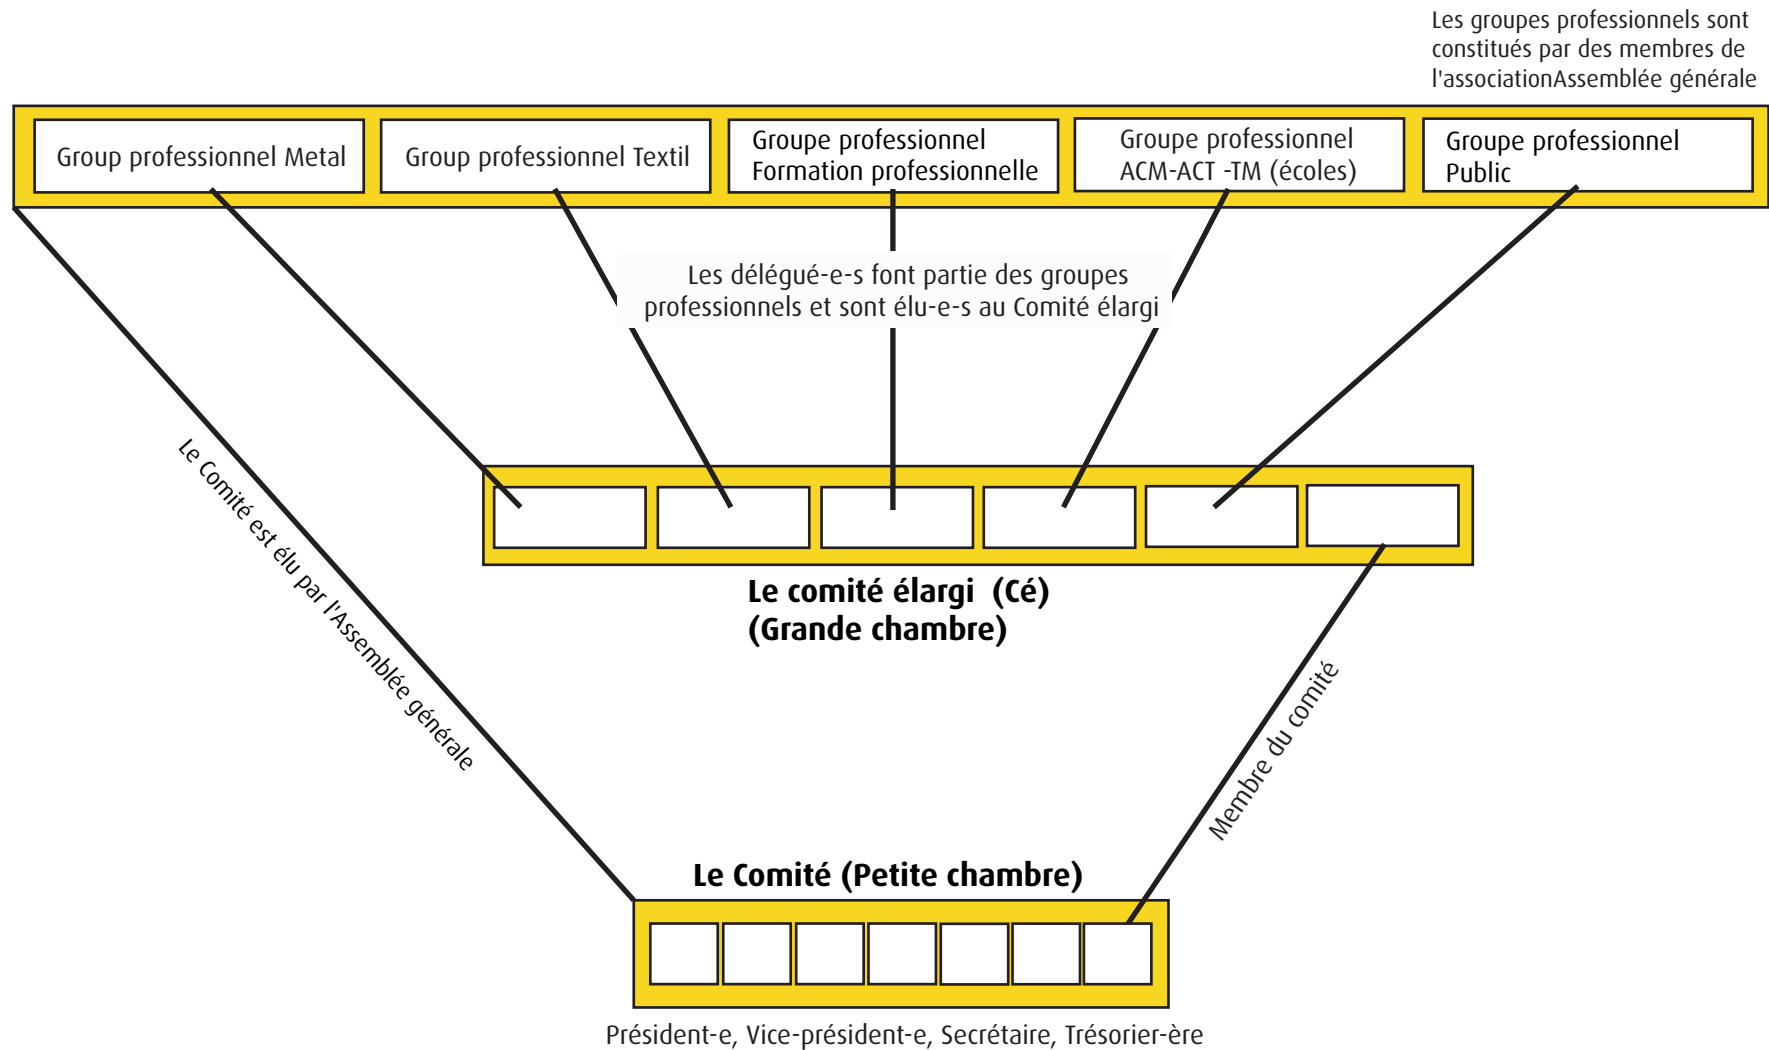 Les groupes professionnels sont
constitués par des membres de
l'associationAssemblée générale
Group professionnel Metal
Group professionnel Textil
Groupe professionnel
Formation professionnelle
Groupe professionnel
ACM-ACT -TM (écoles)
Groupe professionnel
Public
Les délégué-e-s font partie des groupes
professionnels et sont élu-e-s au Comité élargi
Le Comité est élu par l'Assemblée générale
Le comité élargi (Cé)
(Grande chambre)
Membre du comité
Le Comité (Petite chambre)
Président-e, Vice-président-e, Secrétaire, Trésorier-ère